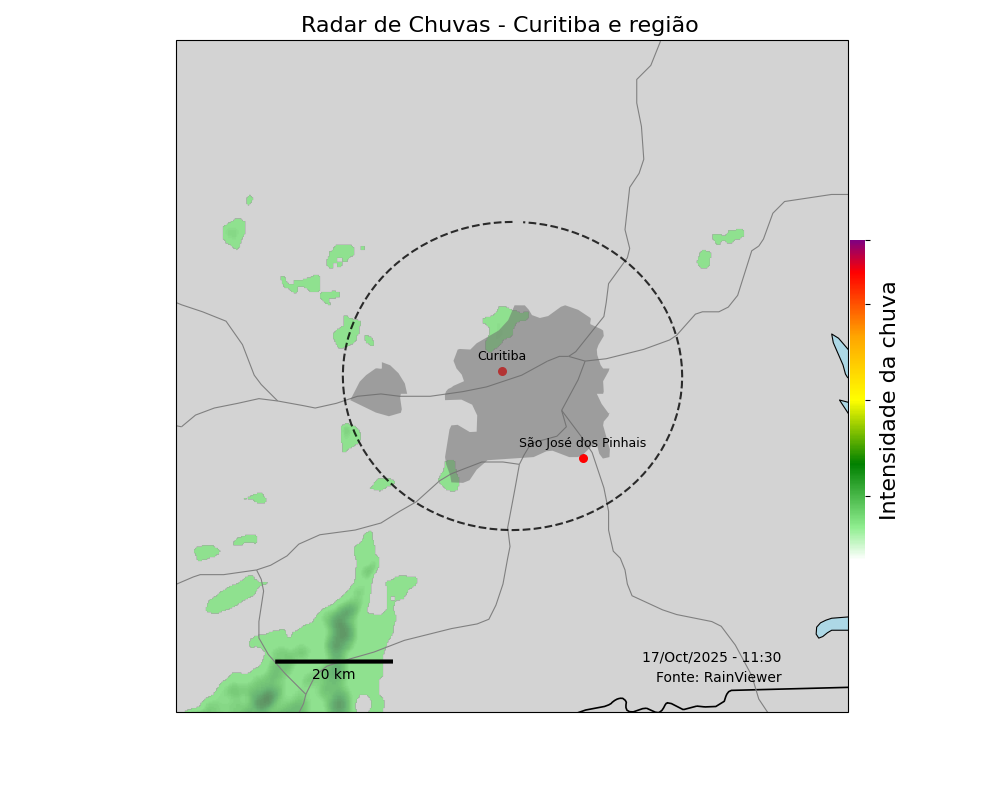 Radar de Chuvas - Curitiba e região
Curitiba
São José dos Pinhais
Intensidade da chuva
17/Oct/2025 - 11:30
Fonte: RainViewer
20 km